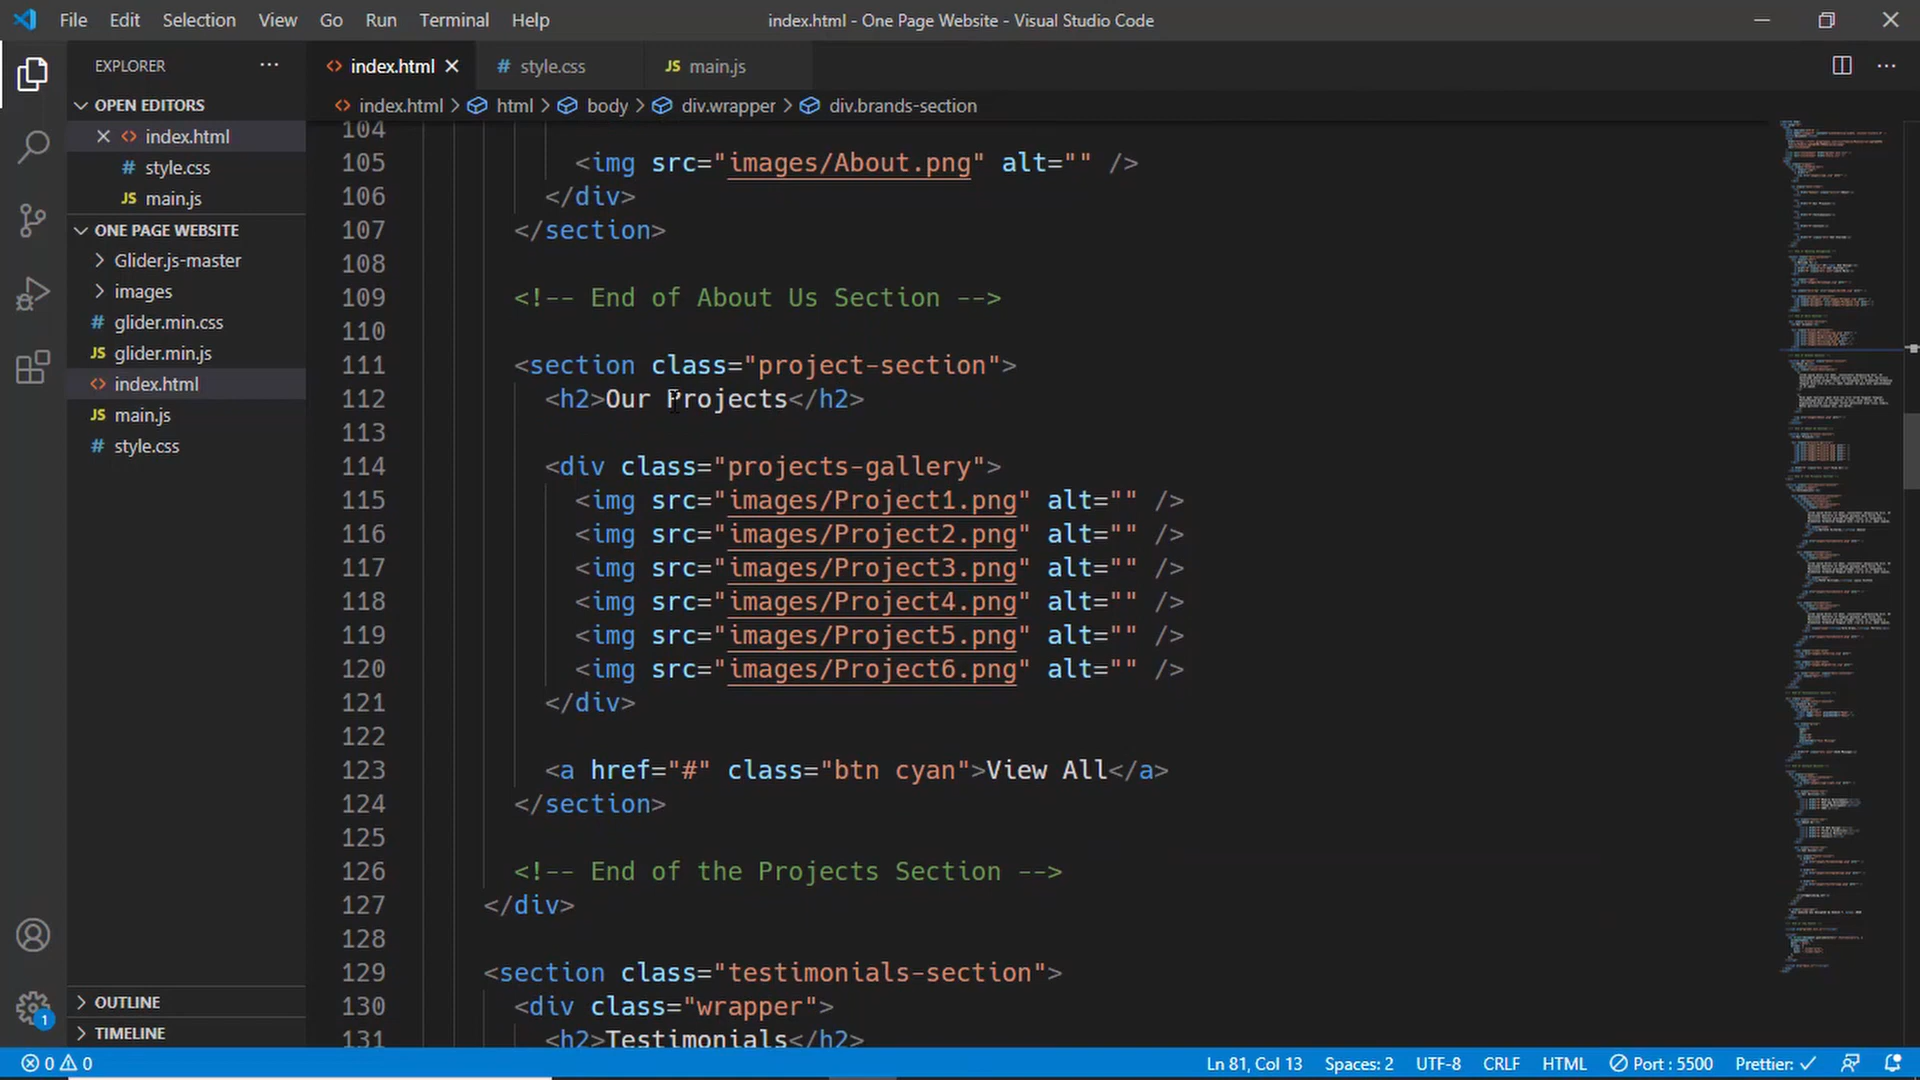 File Edit Selection View Go Run Terminal Help index.html - One Page Website - Visual Studio Code
EXPLORER
OPEN EDITORS
index.html
style.css
main.js
ONE PAGE WEBSITE
Glider.js-master
images
glider.min.css
glider.min.js
index.html
main.js
style.css
OUTLINE
TIMELINE
index.html style.css main.js
index.html > html > body > div.wrapper > div.brands-section
104
105 <img src="images/About.png" alt="" />
106 </div>
107 </section>
108
109 <!-- End of About Us Section -->
110
111 <section class="project-section">
112 <h2>Our Projects</h2>
113
114 <div class="projects-gallery">
115 <img src="images/Project1.png" alt="" />
116 <img src="images/Project2.png" alt="" />
117 <img src="images/Project3.png" alt="" />
118 <img src="images/Project4.png" alt="" />
119 <img src="images/Project5.png" alt="" />
120 <img src="images/Project6.png" alt="" />
121 </div>
122
123 <a href="#" class="btn cyan">View All</a>
124 </section>
125
126 <!-- End of the Projects Section -->
127 </div>
128
129 <section class="testimonials-section">
130 <div class="wrapper">
131 <h2>Testimonials</h2>
1
0 0 Ln 81, Col 13 Spaces: 2 UTF-8 CRLF HTML Port : 5500 Prettier: ✓